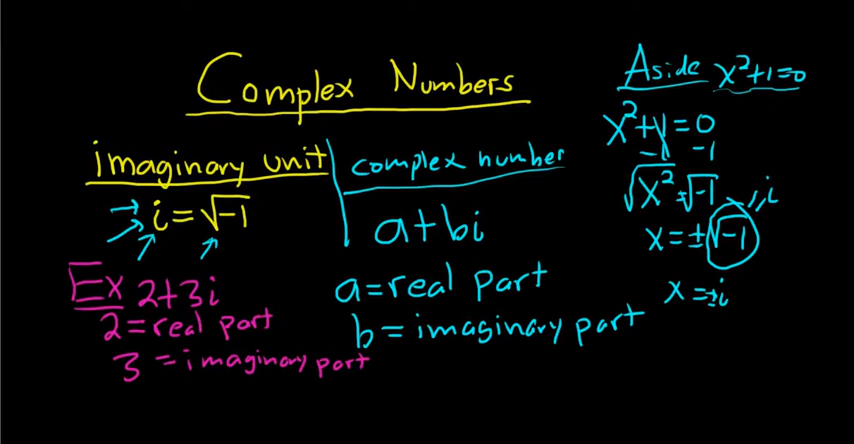 Complex Numbers
imaginary unit
i = √-1
Ex 2+3i
2 = real part
3 = imaginary part
complex number
a+bi
a = real part
b = imaginary part
Aside x²+1=0
x²+1=0
-1 -1
√x² = √-1
i
x = ±√-1
x = ±i